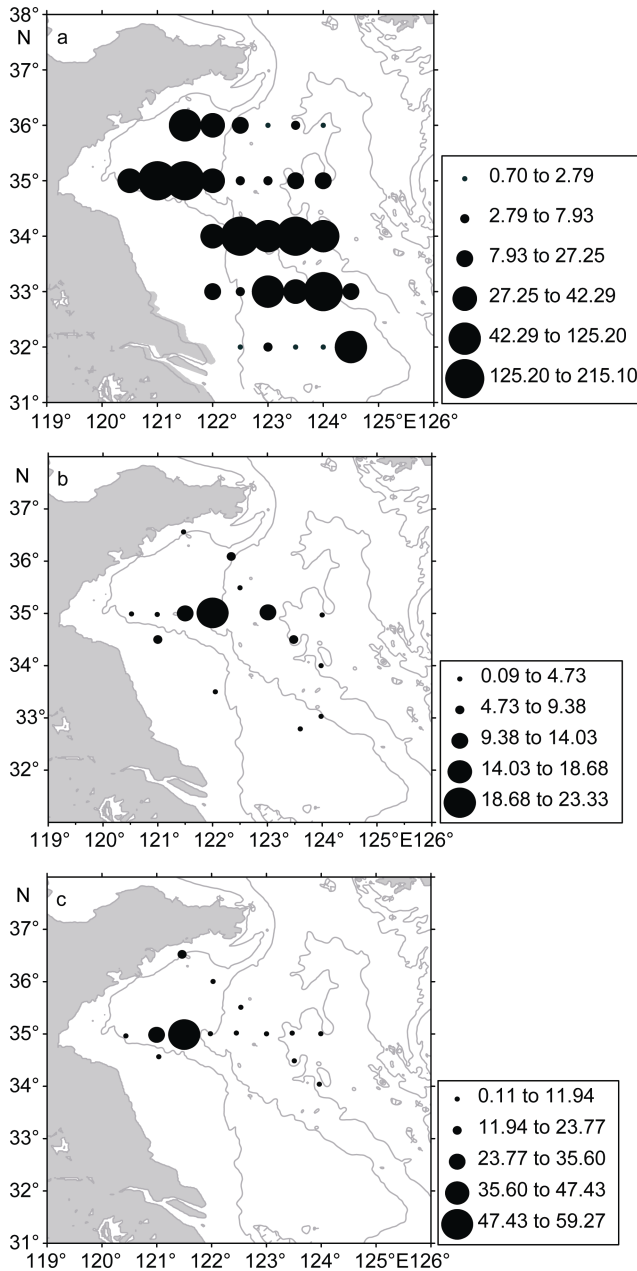 38°
N
a
37°
36°
35°
34°
33°
32°
31°
119° 120° 121° 122° 123° 124° 125°E126°
0.70 to 2.79
2.79 to 7.93
7.93 to 27.25
27.25 to 42.29
42.29 to 125.20
125.20 to 215.10
N
b
37°
36°
35°
34°
33°
32°
119° 120° 121° 122° 123° 124° 125°E126°
0.09 to 4.73
4.73 to 9.38
9.38 to 14.03
14.03 to 18.68
18.68 to 23.33
N
c
37°
36°
35°
34°
33°
32°
31°
119° 120° 121° 122° 123° 124° 125°E126°
0.11 to 11.94
11.94 to 23.77
23.77 to 35.60
35.60 to 47.43
47.43 to 59.27